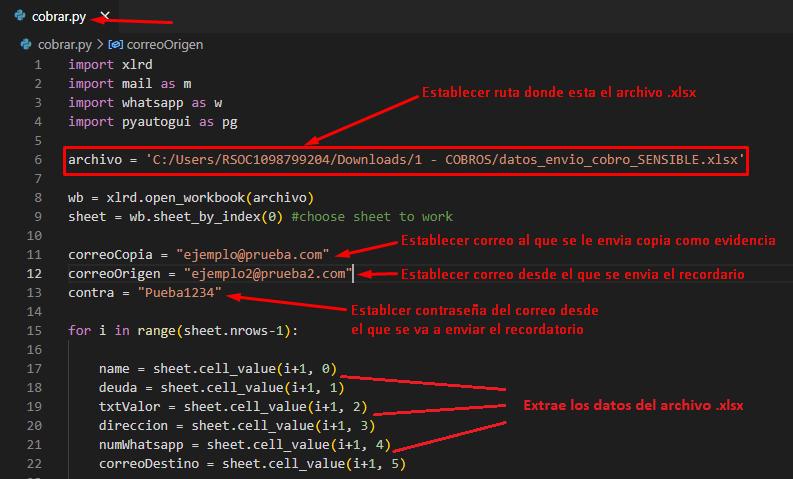 cobrar.py
cobrar.py > correoOrigen
1 import xlrd
2 import mail as m
3 import whatsapp as w
4 import pyautogui as pg
Establecer ruta donde esta el archivo .xlsx
5
6 archivo = 'C:/Users/RSOC1098799204/Downloads/1 - COBROS/datos_envio_cobro_SENSIBLE.xlsx'
7
8 wb = xlrd.open_workbook(archivo)
9 sheet = wb.sheet_by_index(0) #choose sheet to work
10
11 correoCopia = "ejemplo@prueba.com"
Establecer correo al que se le envia copia como evidencia
12 correoOrigen = "ejemplo2@prueba2.com"
Establecer correo desde el que se envia el recordario
13 contra = "Pueba1234"
Establcer contraseña del correo desde
el que se va a enviar el recordatorio
14
15 for i in range(sheet.nrows-1):
16
17 name = sheet.cell_value(i+1, 0)
18 deuda = sheet.cell_value(i+1, 1)
19 txtValor = sheet.cell_value(i+1, 2)
Extrae los datos del archivo .xlsx
20 direccion = sheet.cell_value(i+1, 3)
21 numWhatsapp = sheet.cell_value(i+1, 4)
22 correoDestino = sheet.cell_value(i+1, 5)